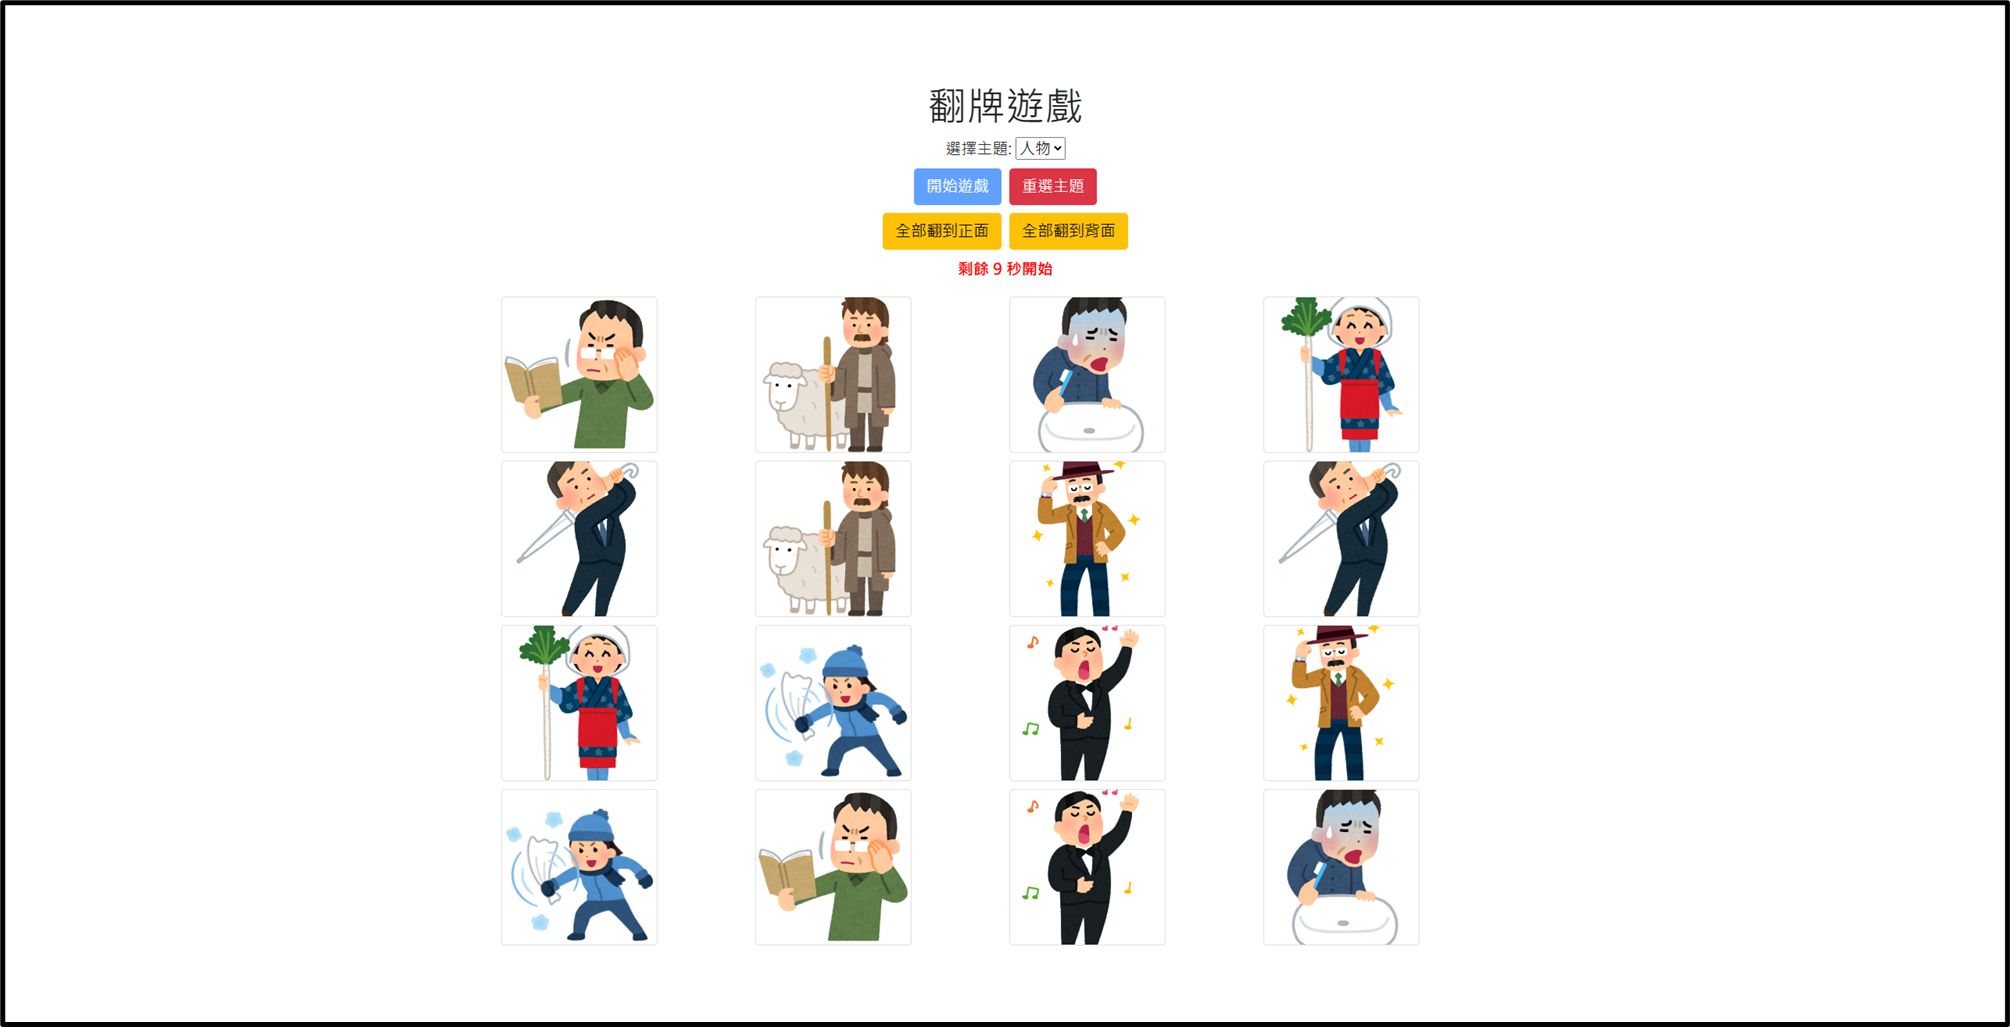 翻牌遊戲
選擇主題: 人物
開始遊戲 重選主題
全部翻到正面 全部翻到背面
剩餘 9 秒開始